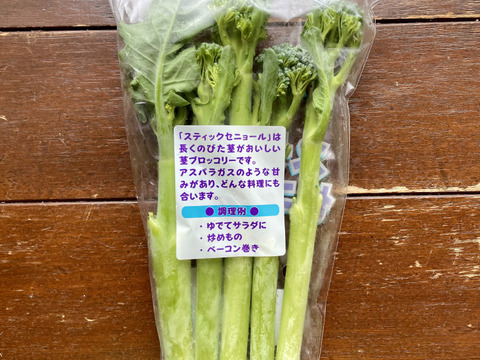 「スティックセニョール」は
長くのびた茎がおいしい
茎ブロッコリーです。
アスパラガスのような甘
みがあり、どんな料理にも
合います。
● 調理例 ●
・ゆでてサラダに
・炒めもの
・ベーコン巻き